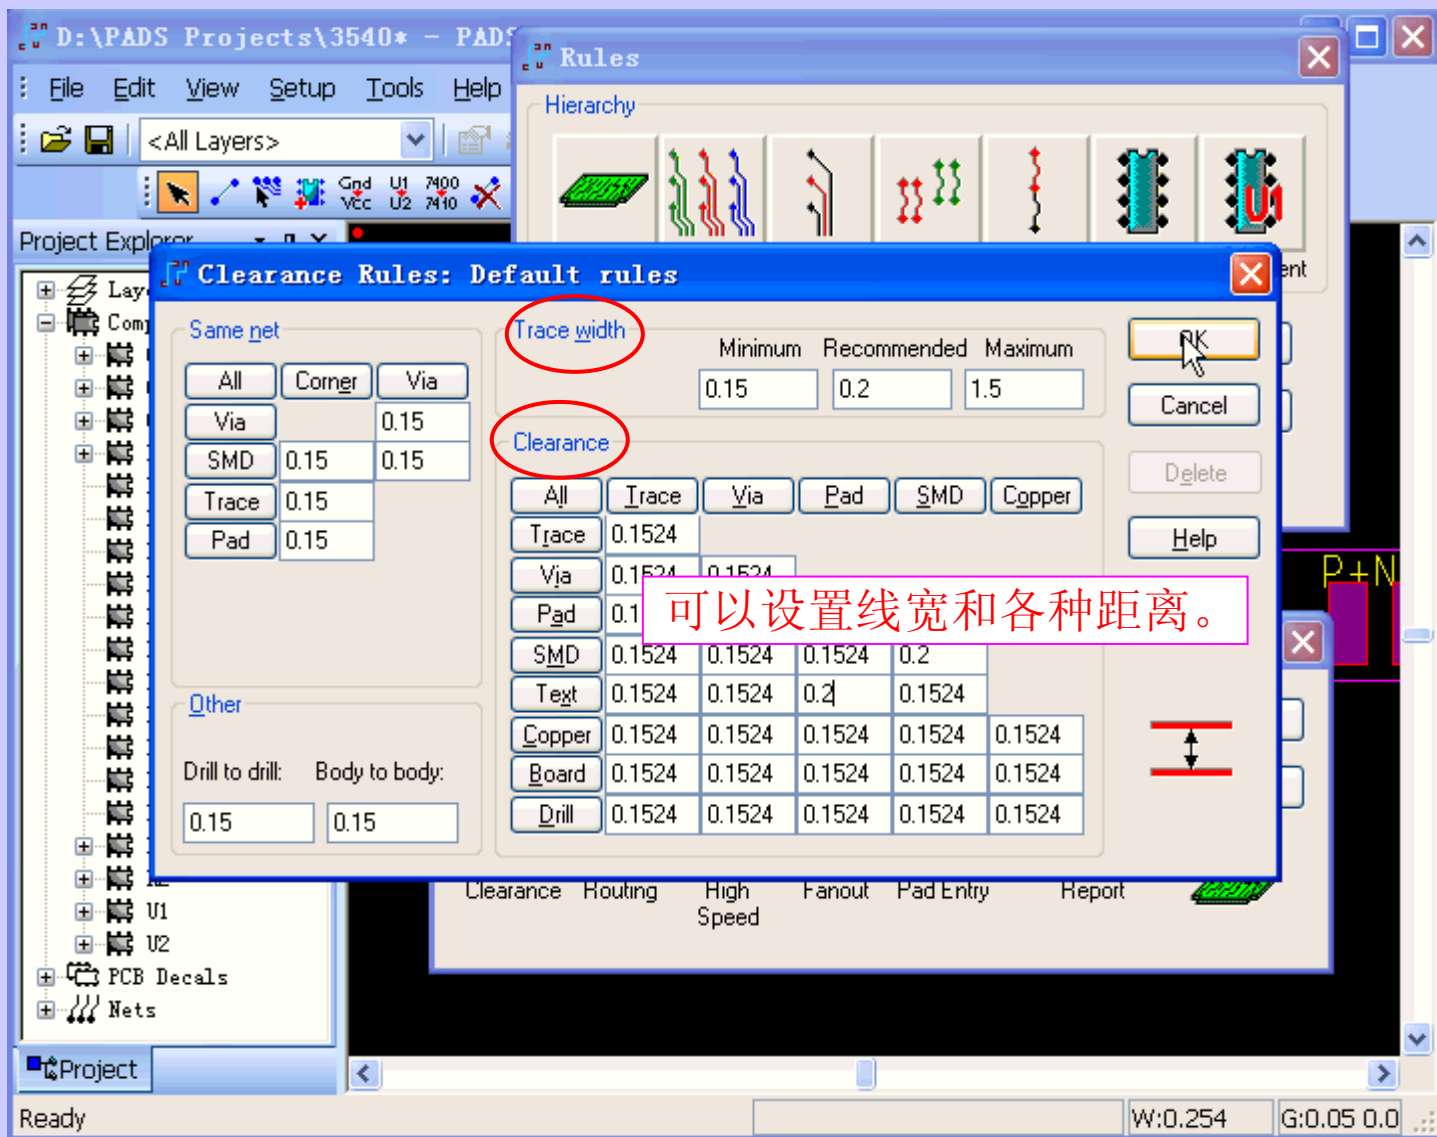 D:\PADS Projects\3540* - PADS
File Edit View Setup Tools Help
<All Layers>
Gnd Vcc U1 U2 7400 7410
Project Explorer
Comp
U1
U2
PCB Decals
Nets
Project
Ready
W:0.254 G:0.05 0.0
Rules
Hierarchy
U1
Clearance Rules: Default rules
Same net
All Corner Via
Via 0.15
SMD 0.15 0.15
Trace 0.15
Pad 0.15
Other
Drill to drill: Body to body:
0.15 0.15
Trace width
Minimum Recommended Maximum
0.15 0.2 1.5
Clearance
All Trace Via Pad SMD Copper
Trace 0.1524
Via 0.1524 0.1524
Pad
SMD 0.1524 0.1524 0.1524 0.2
Text 0.1524 0.1524 0.2 0.1524
Copper 0.1524 0.1524 0.1524 0.1524 0.1524
Board 0.1524 0.1524 0.1524 0.1524 0.1524
Drill 0.1524 0.1524 0.1524 0.1524 0.1524
OK
Cancel
Delete
Help
可以设置线宽和各种距离。
P+N
Clearance Routing High Speed Fanout Pad Entry Report